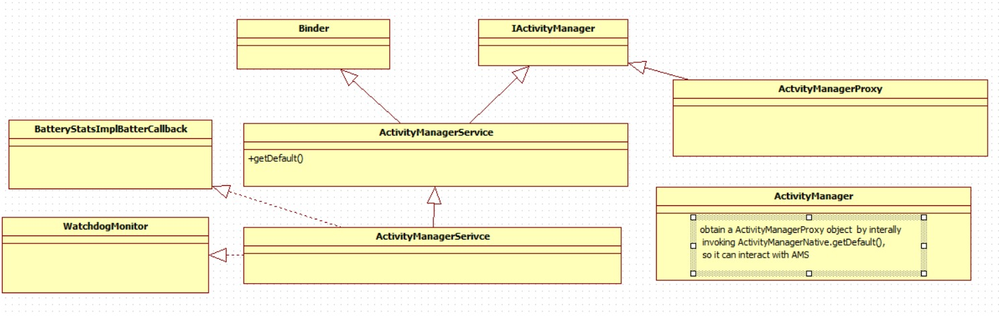 Binder
IActivityManager
ActvityManagerProxy
BatteryStatsImplBatterCallback
ActivityManagerService
+getDefault()
ActivityManager
WatchdogMonitor
ActivityManagerSerivce
obtain a ActivityManagerProxy object by interally
invoking ActivityManagerNative.getDefault(),
so it can interact with AMS